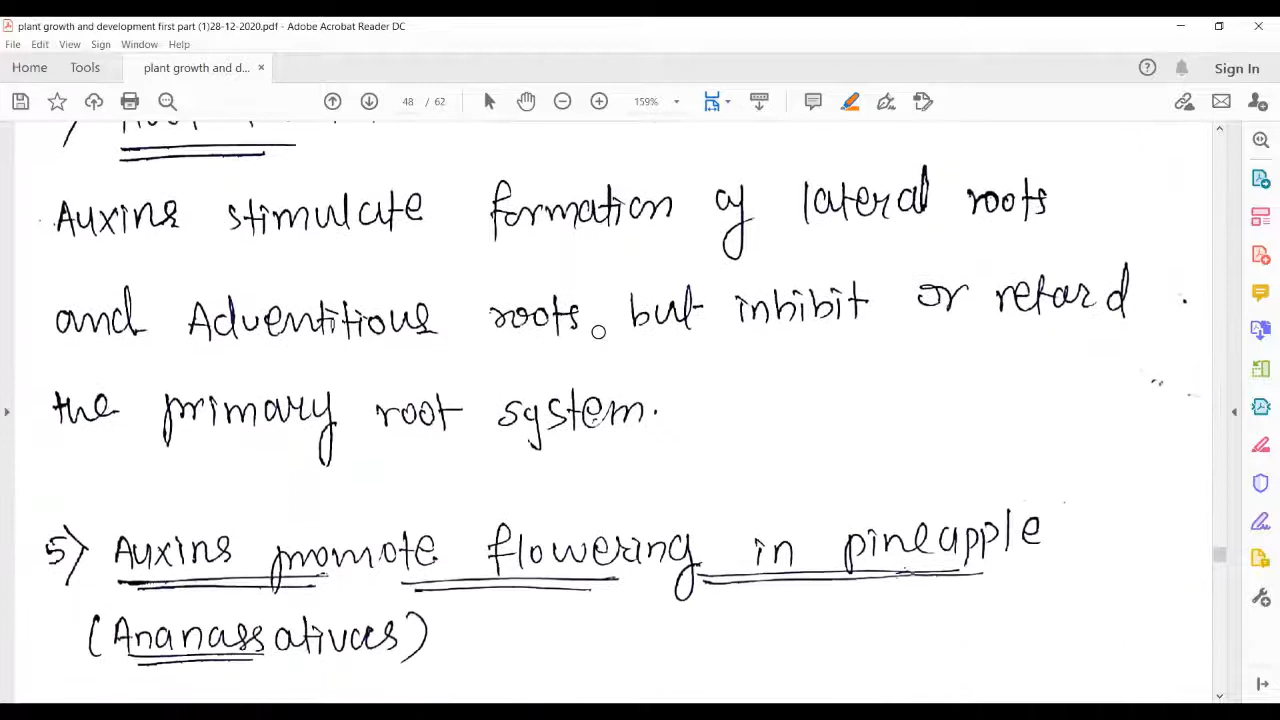 plant growth and development first part (1)28-12-2020.pdf - Adobe Acrobat Reader DC
File Edit View Sign Window Help
Home Tools plant growth and d... × Sign In
48 / 62 159%
Auxins stimulate formation of lateral roots
and Adventitious roots. but inhibit or retard
the primary root system.
5) Auxins promote flowering in pineapple
(Ananassativas)